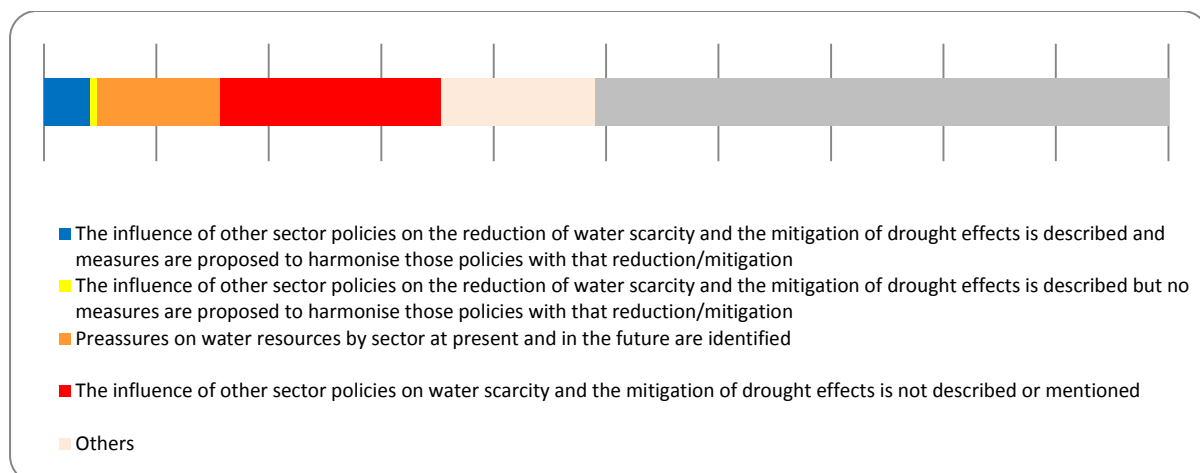 The influence of other sector policies on the reduction of water scarcity and the mitigation of drought effects is described and
measures are proposed to harmonise those policies with that reduction/mitigation
The influence of other sector policies on the reduction of water scarcity and the mitigation of drought effects is described but no
measures are proposed to harmonise those policies with that reduction/mitigation
Preassures on water resources by sector at present and in the future are identified
The influence of other sector policies on water scarcity and the mitigation of drought effects is not described or mentioned
Others